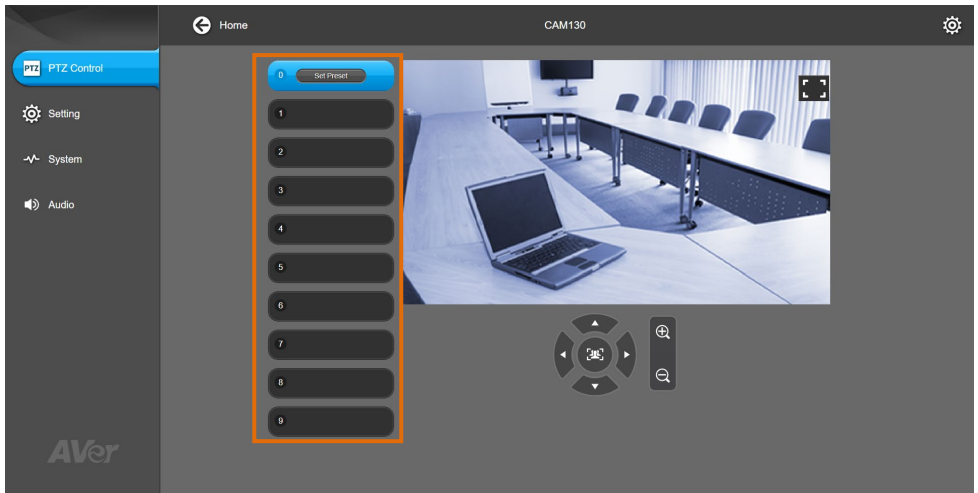 Home
CAM130
PTZ PTZ Control
Setting
System
Audio
0 Set Preset
1
2
3
4
5
6
7
8
9
AVer